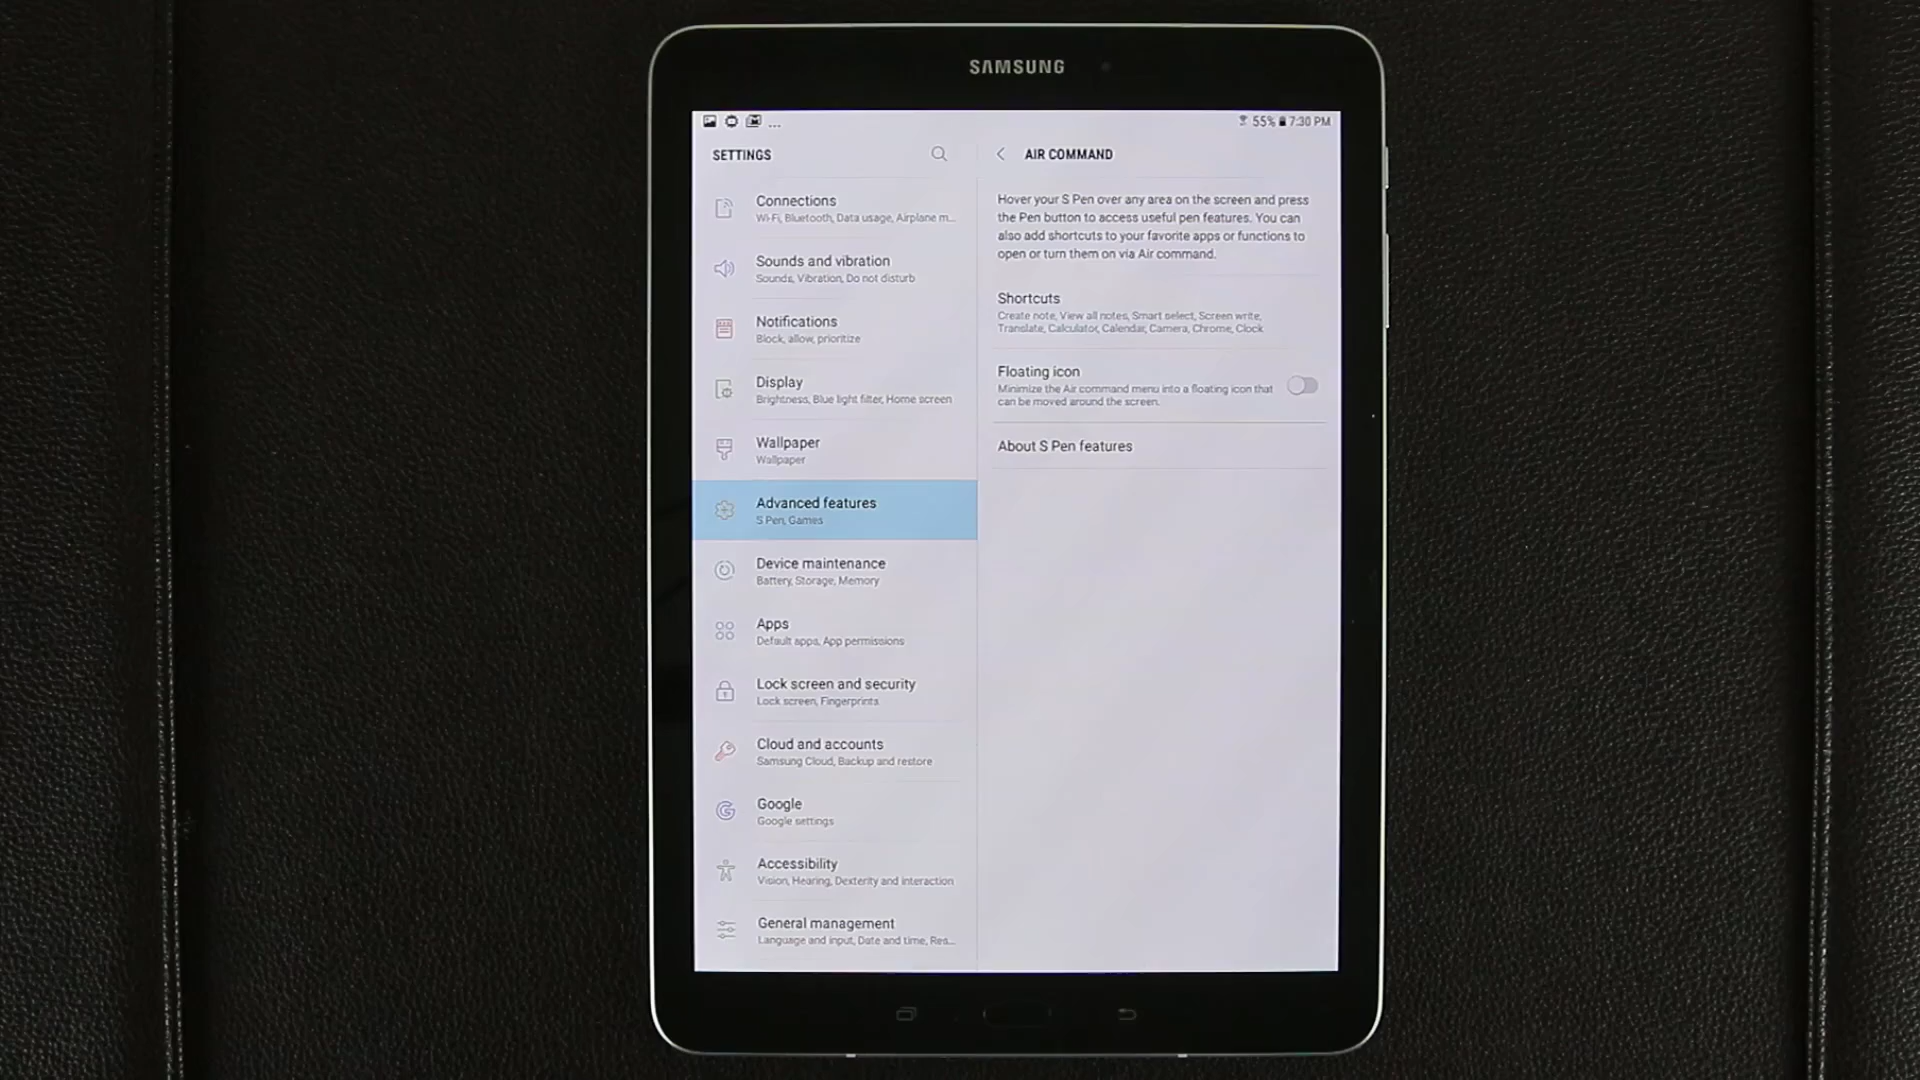 SAMSUNG
... 55% 7:30 PM
SETTINGS
Connections
Wi-Fi, Bluetooth, Data usage, Airplane m...
Sounds and vibration
Sounds, Vibration, Do not disturb
Notifications
Block, allow, prioritize
Display
Brightness, Blue light filter, Home screen
Wallpaper
Wallpaper
Advanced features
S Pen, Games
Device maintenance
Battery, Storage, Memory
Apps
Default apps, App permissions
Lock screen and security
Lock screen, Fingerprints
Cloud and accounts
Samsung Cloud, Backup and restore
Google
Google settings
Accessibility
Vision, Hearing, Dexterity and interaction
General management
Language and input, Date and time, Res...
AIR COMMAND
Hover your S Pen over any area on the screen and press
the Pen button to access useful pen features. You can
also add shortcuts to your favorite apps or functions to
open or turn them on via Air command.
Shortcuts
Create note, View all notes, Smart select, Screen write,
Translate, Calculator, Calendar, Camera, Chrome, Clock
Floating icon
Minimize the Air command menu into a floating icon that
can be moved around the screen.
About S Pen features